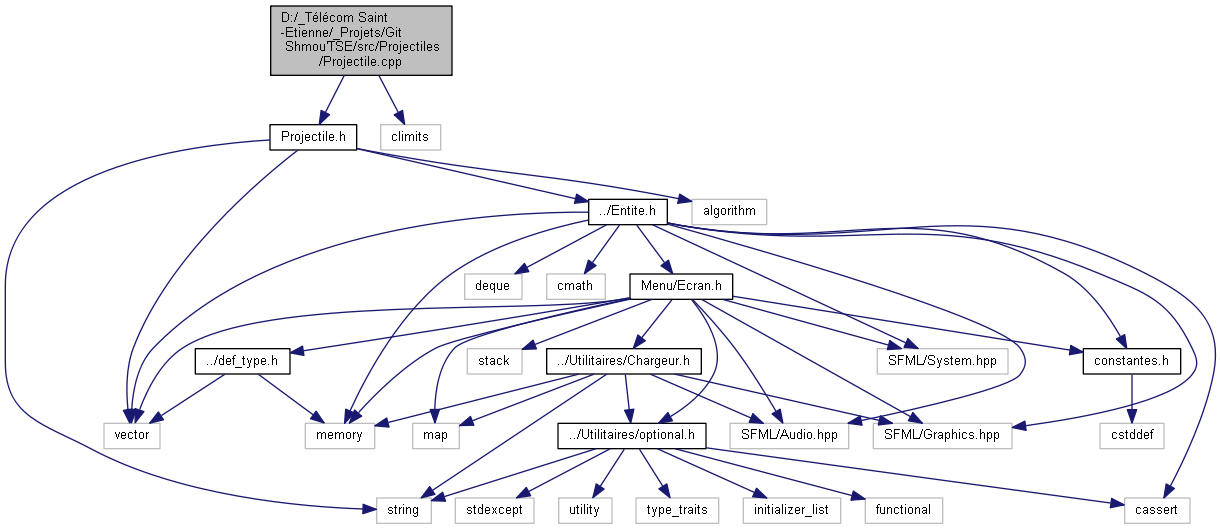 D:/_Télécom Saint
-Etienne/_Projets/Git
ShmouTSE/src/Projectiles
/Projectile.cpp
Projectile.h
climits
../Entite.h
algorithm
deque
cmath
Menu/Ecran.h
../def_type.h
stack
../Utilitaires/Chargeur.h
SFML/System.hpp
constantes.h
vector
memory
map
../Utilitaires/optional.h
SFML/Audio.hpp
SFML/Graphics.hpp
cstddef
string
stdexcept
utility
type_traits
initializer_list
functional
cassert